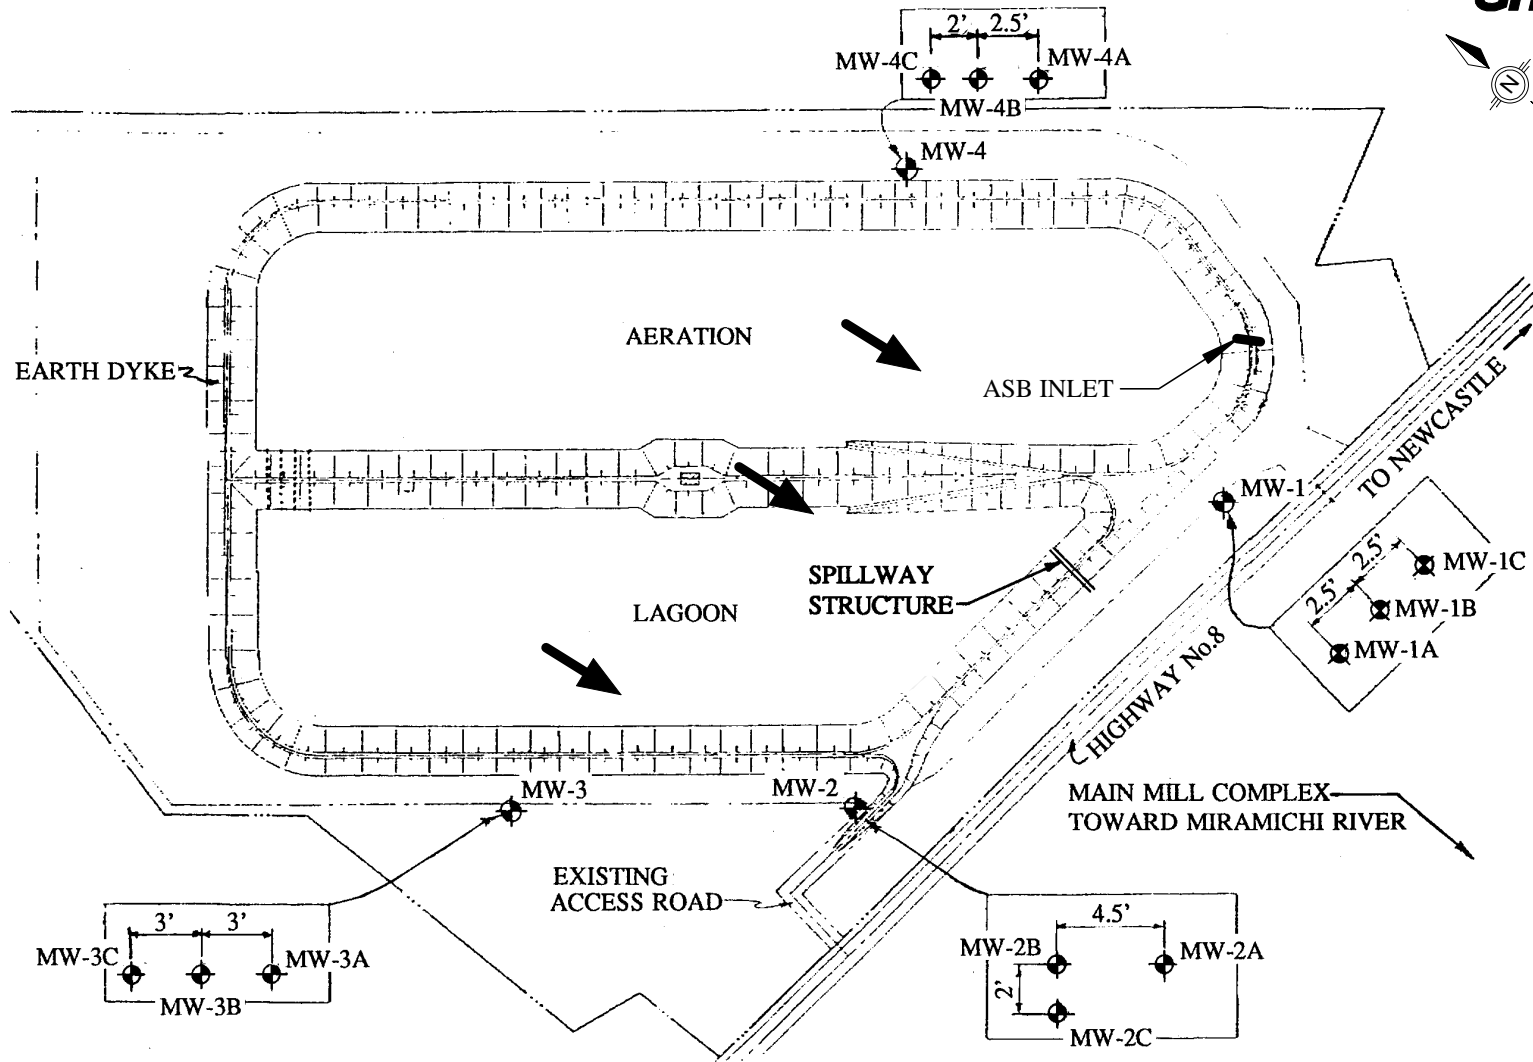 2'
2.5'
MW-4C
MW-4A
MW-4B
N
MW-4
AERATION
EARTH DYKE
ASB INLET
TO NEWCASTLE
MW-1
2.5'
2.5'
MW-1C
MW-1B
MW-1A
SPILLWAY
STRUCTURE
LAGOON
HIGHWAY No.8
MW-3
MW-2
MAIN MILL COMPLEX
TOWARD MIRAMICHI RIVER
EXISTING
ACCESS ROAD
3'
3'
MW-3C
MW-3A
MW-3B
4.5'
MW-2B
MW-2A
2'
MW-2C